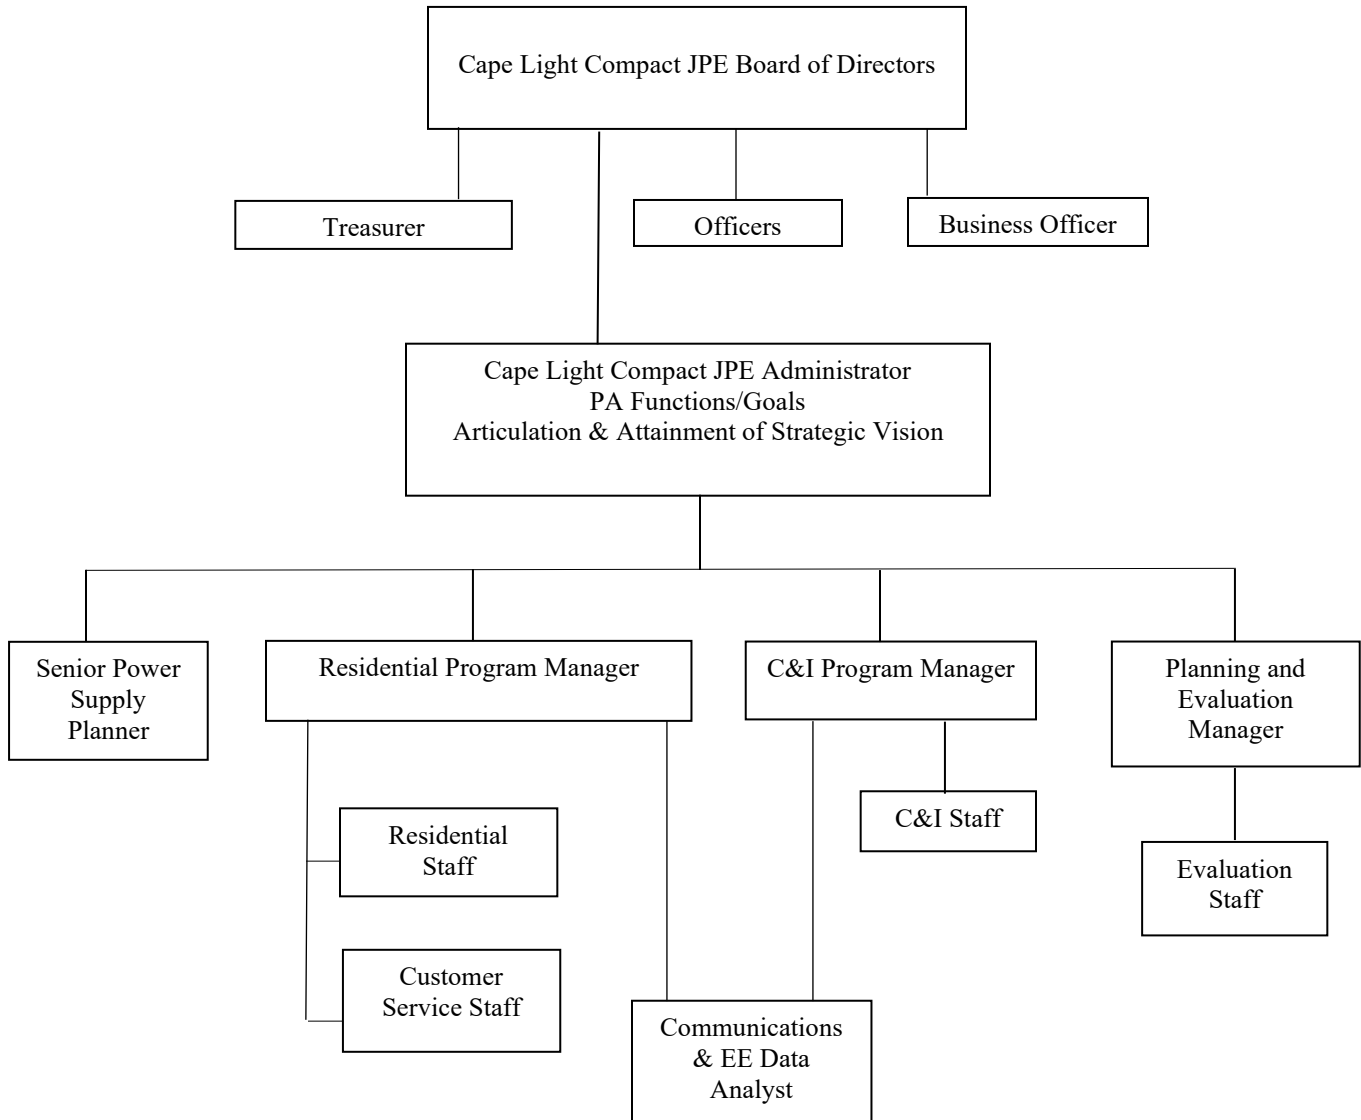 Cape Light Compact JPE Board of Directors
Treasurer
Officers
Business Officer
Cape Light Compact JPE Administrator
PA Functions/Goals
Articulation & Attainment of Strategic Vision
Senior Power
Supply
Planner
Residential Program Manager
C&I Program Manager
Planning and
Evaluation
Manager
C&I Staff
Residential
Staff
Evaluation
Staff
Customer
Service Staff
Communications
& EE Data
Analyst